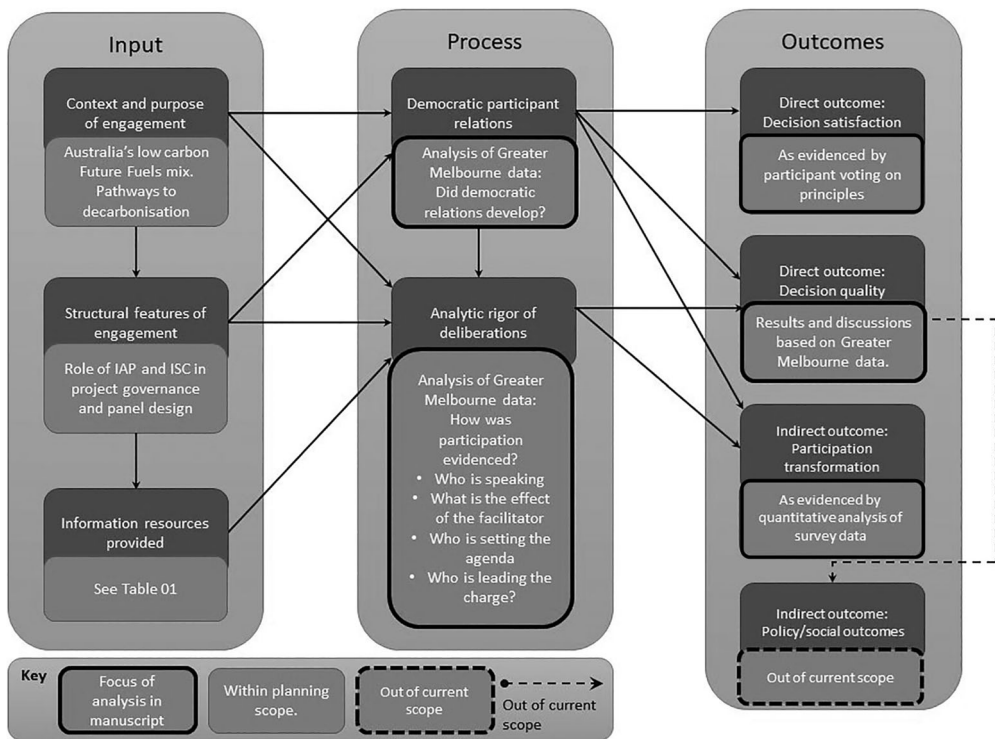 Input
Context and purpose
of engagement
Australia's low carbon
Future Fuels mix.
Pathways to
decarbonisation
Structural features of
engagement
Role of IAP and ISC in
project governance
and panel design
Information resources
provided
See Table 01
Process
Democratic participant
relations
Analysis of Greater
Melbourne data:
Did democratic
relations develop?
Analytic rigor of
deliberations
Analysis of Greater
Melbourne data:
How was
participation
evidenced?
• Who is speaking
• What is the effect
of the facilitator
• Who is setting the
agenda
• Who is leading the
charge?
Outcomes
Direct outcome:
Decision satisfaction
As evidenced by
participant voting on
principles
Direct outcome:
Decision quality
Results and discussions
based on Greater
Melbourne data.
Indirect outcome:
Participation
transformation
As evidenced by
quantitative analysis of
survey data
Indirect outcome:
Policy/social outcomes
Out of current scope
Key
Focus of
analysis in
manuscript
Within planning
scope.
Out of current
scope
Out of current
scope